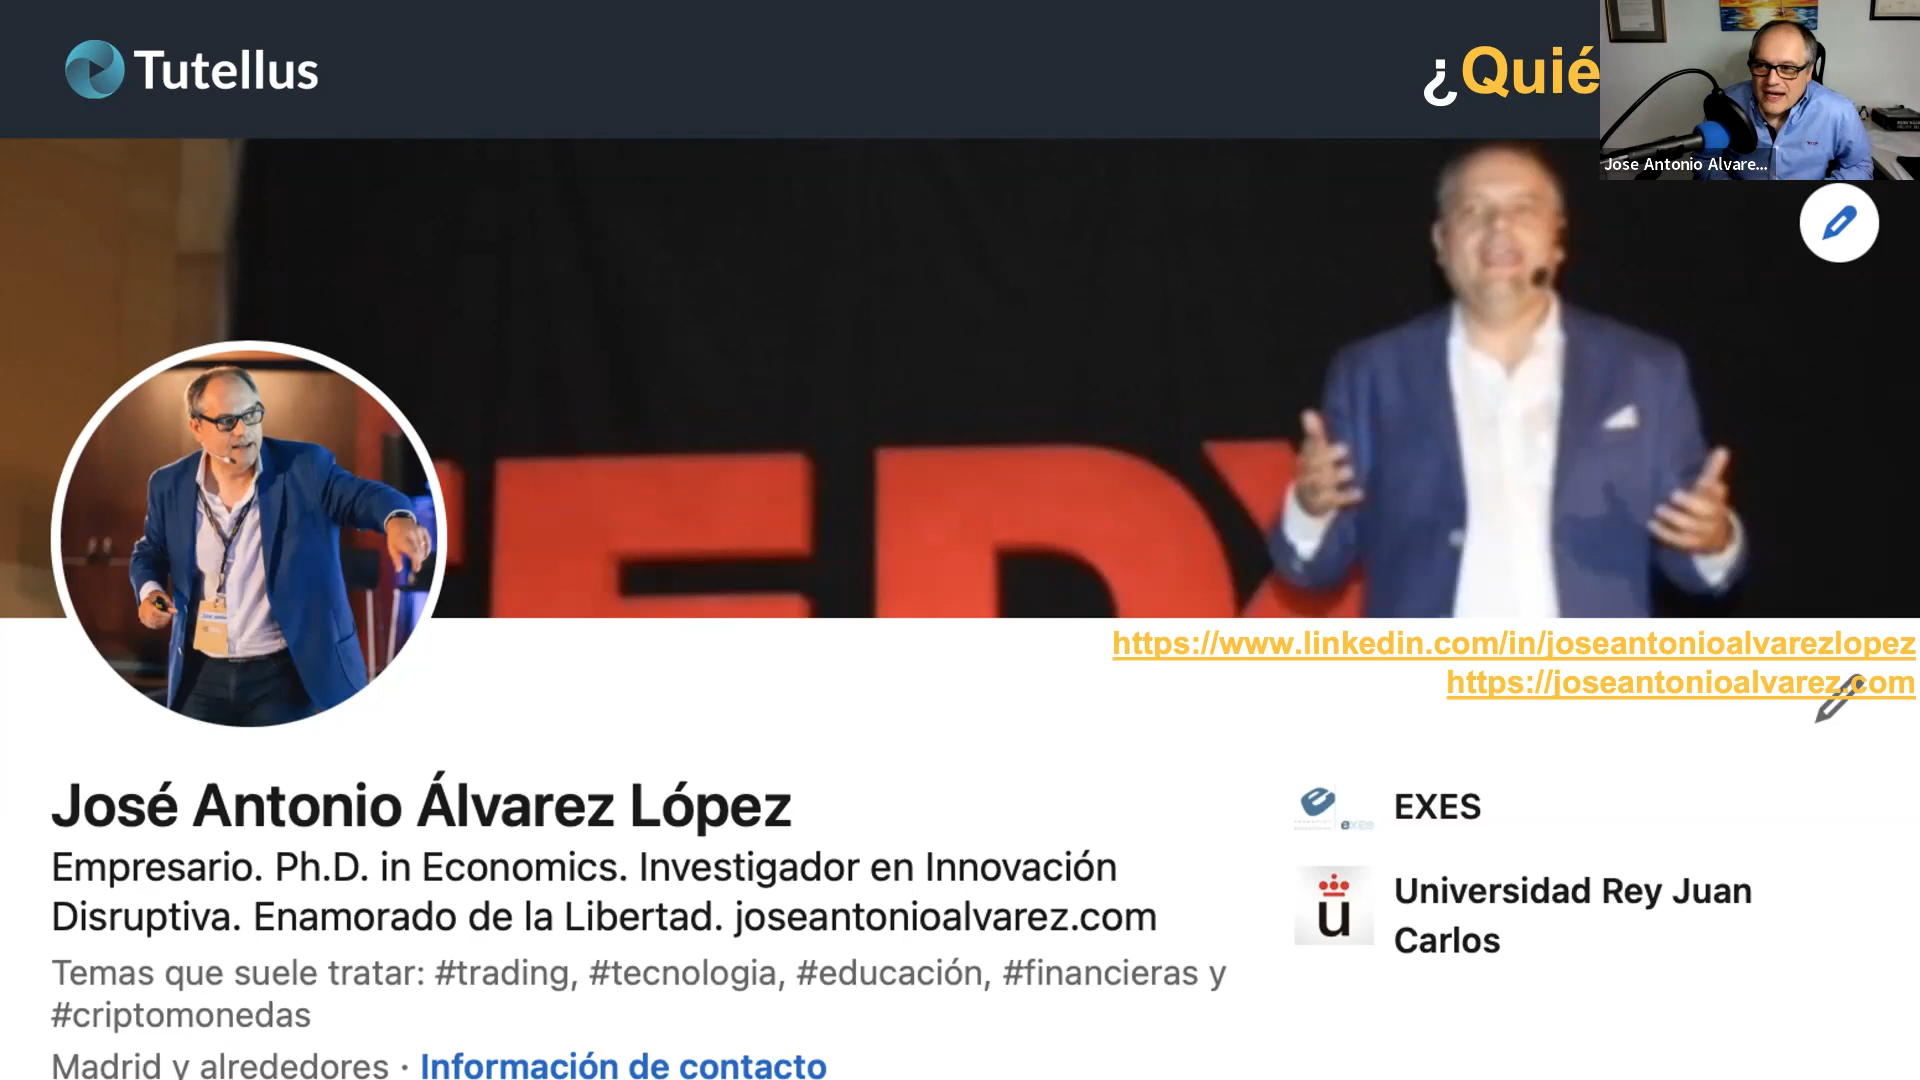 Tutellus
¿Quié
Jose Antonio Alvare...
TEDx
https://www.linkedin.com/in/joseantonioalvarezlopez
https://joseantonioalvarez.com
José Antonio Álvarez López
Empresario. Ph.D. in Economics. Investigador en Innovación
Disruptiva. Enamorado de la Libertad. joseantonioalvarez.com
Temas que suele tratar: #trading, #tecnologia, #educación, #financieras y
#criptomonedas
Madrid y alrededores · Información de contacto
EXES
exes
Universidad Rey Juan
Carlos
u